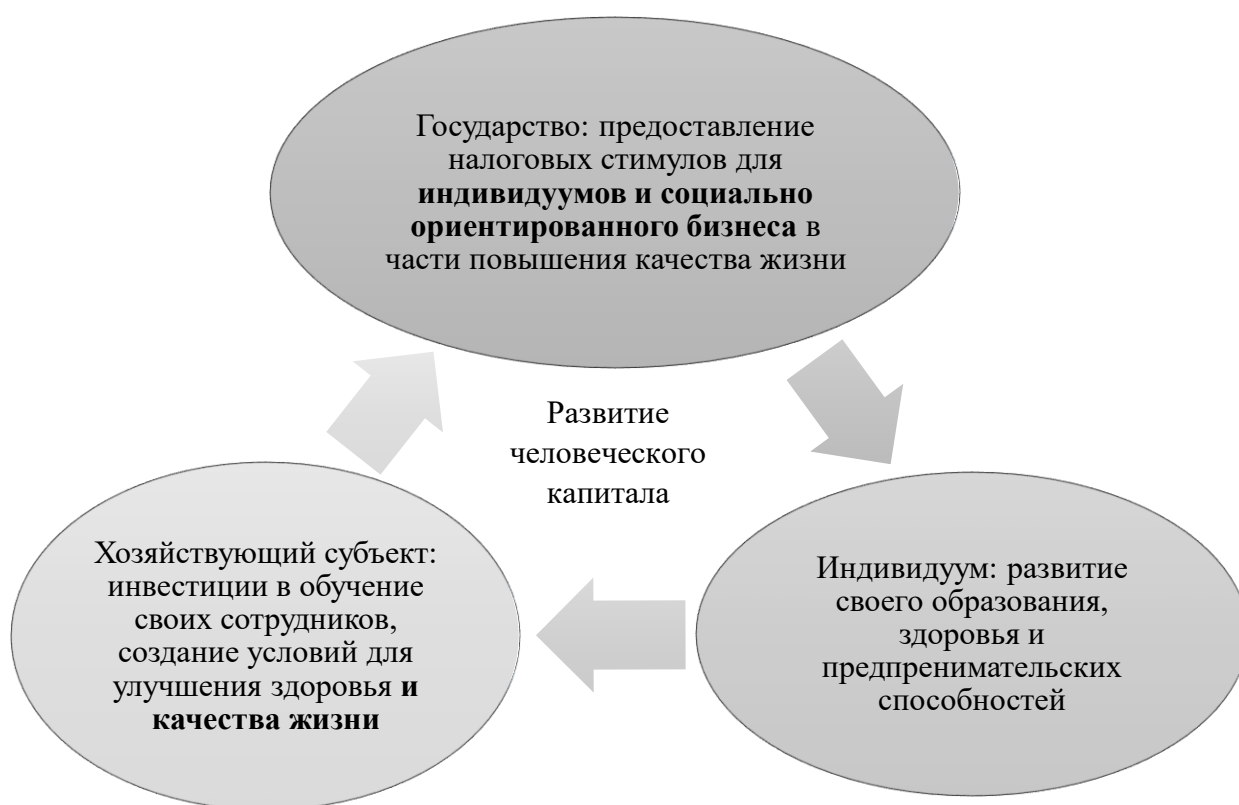 Государство: предоставление
налоговых стимулов для
индивидуумов и социально
ориентированного бизнеса в
части повышения качества жизни
Развитие
человеческого
капитала
Хозяйствующий субъект:
инвестиции в обучение
своих сотрудников,
создание условий для
улучшения здоровья и
качества жизни
Индивидуум: развитие
своего образования,
здоровья и
предпренимательских
способностей